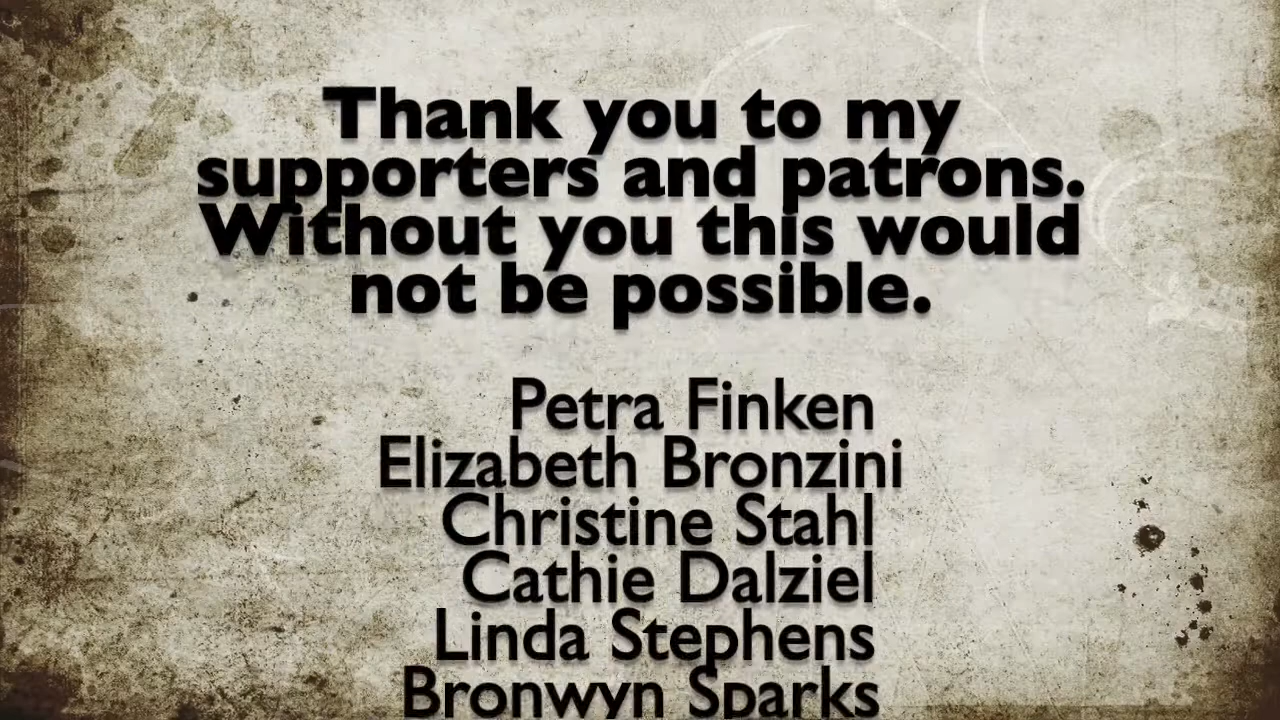 Thank you to my
supporters and patrons.
Without you this would
not be possible.
Petra Finken
Elizabeth Bronzini
Christine Stahl
Cathie Dalziel
Linda Stephens
Bronwyn Sparks